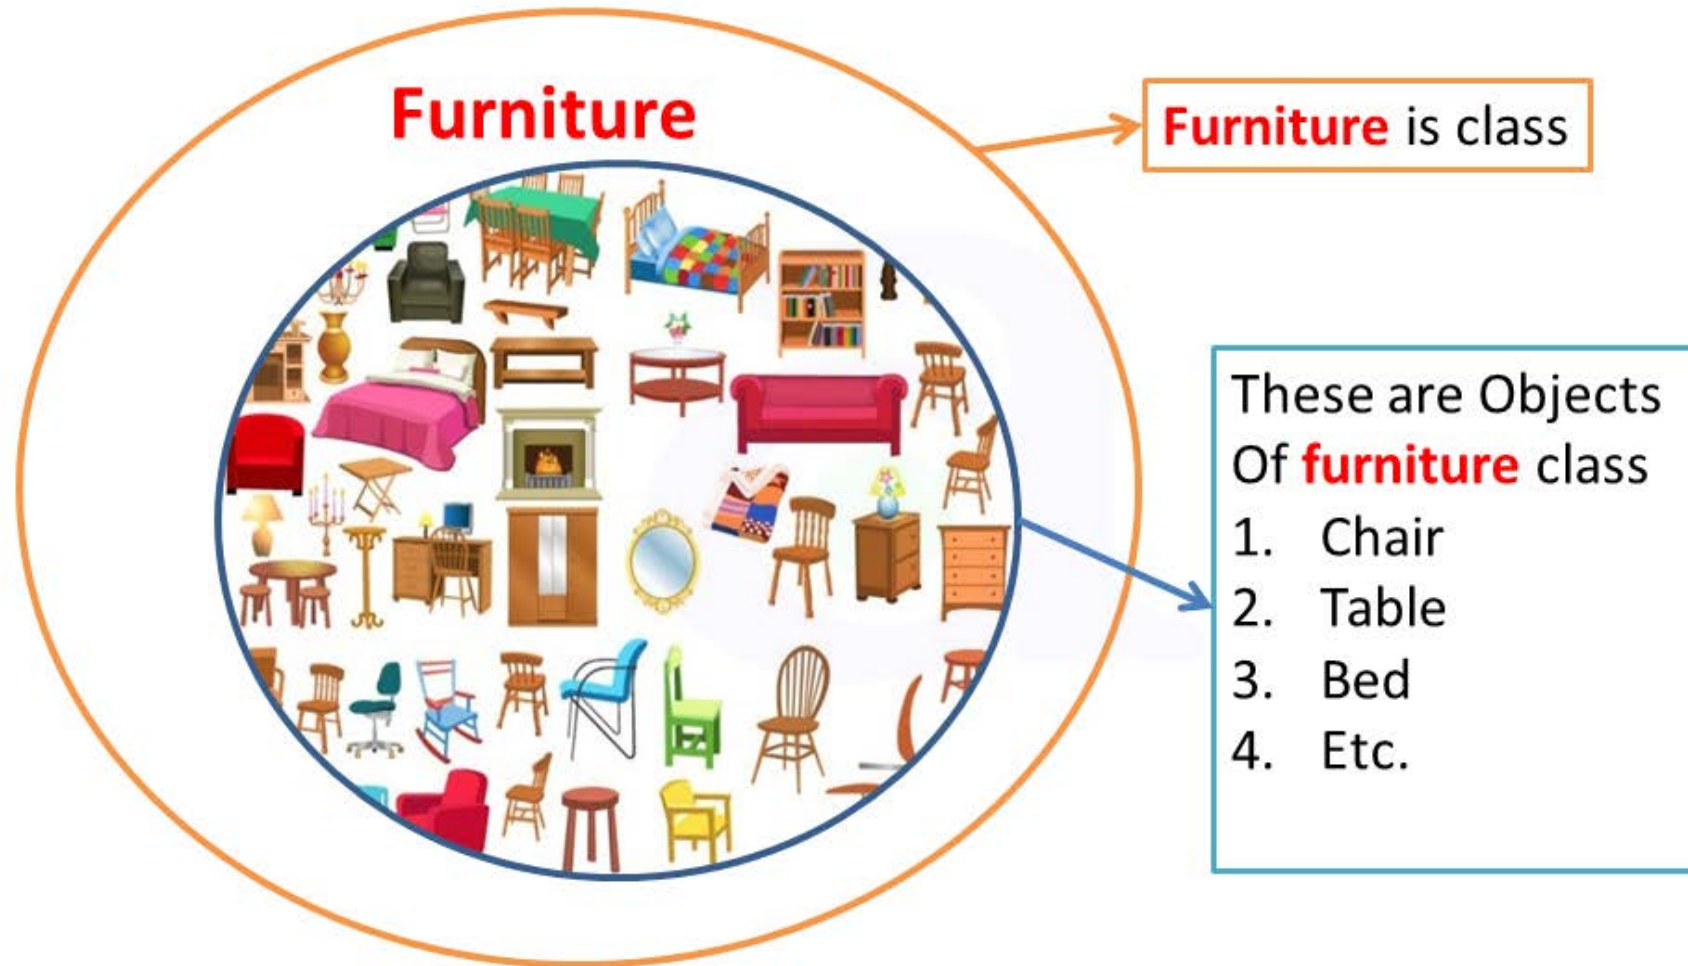 Furniture
Furniture is class
These are Objects
Of furniture class
1. Chair
2. Table
3. Bed
4. Etc.